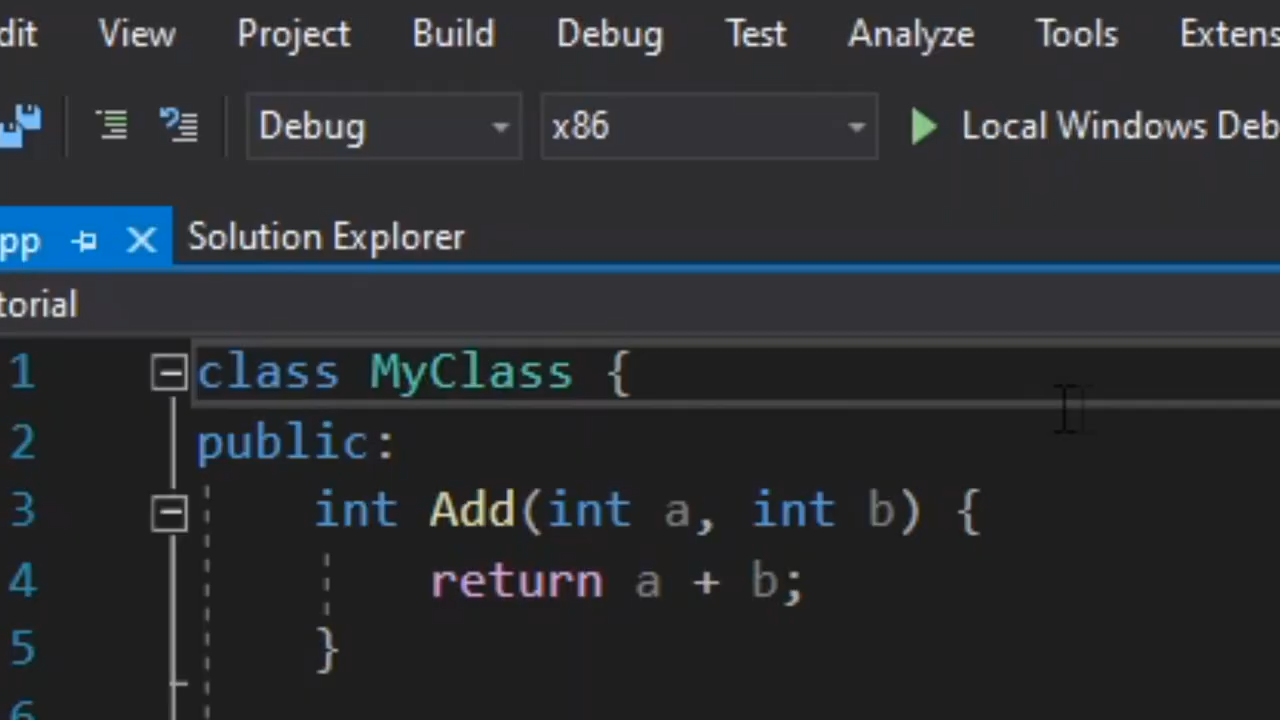 dit View Project Build Debug Test Analyze Tools Extens
Debug x86 Local Windows Deb
pp Solution Explorer
torial
1 class MyClass {
2 public:
3 int Add(int a, int b) {
4 return a + b;
5 }
6